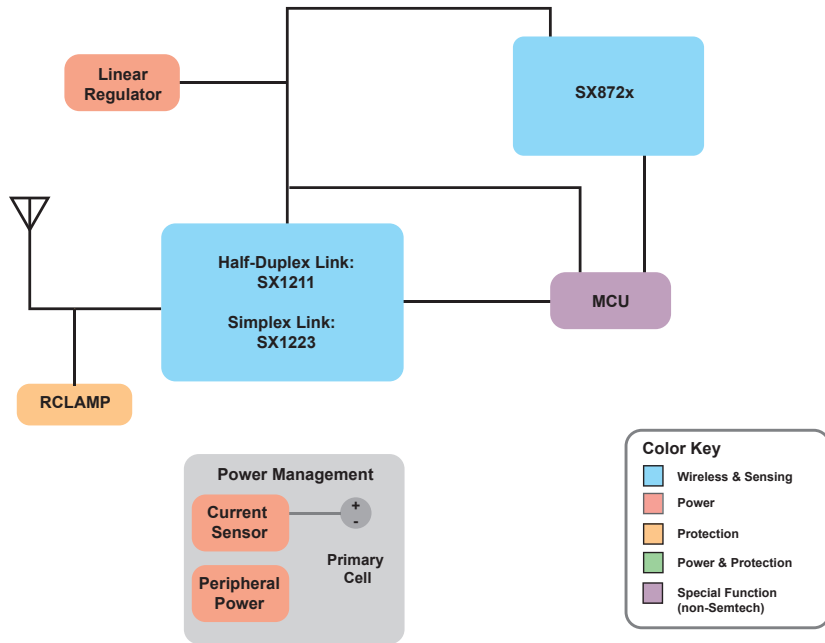 Linear
Regulator
SX872x
Half-Duplex Link:
SX1211
Simplex Link:
SX1223
MCU
RCLAMP
Power Management
Current
Sensor
+
-
Primary
Cell
Peripheral
Power
Color Key
Wireless & Sensing
Power
Protection
Power & Protection
Special Function
(non-Semtech)